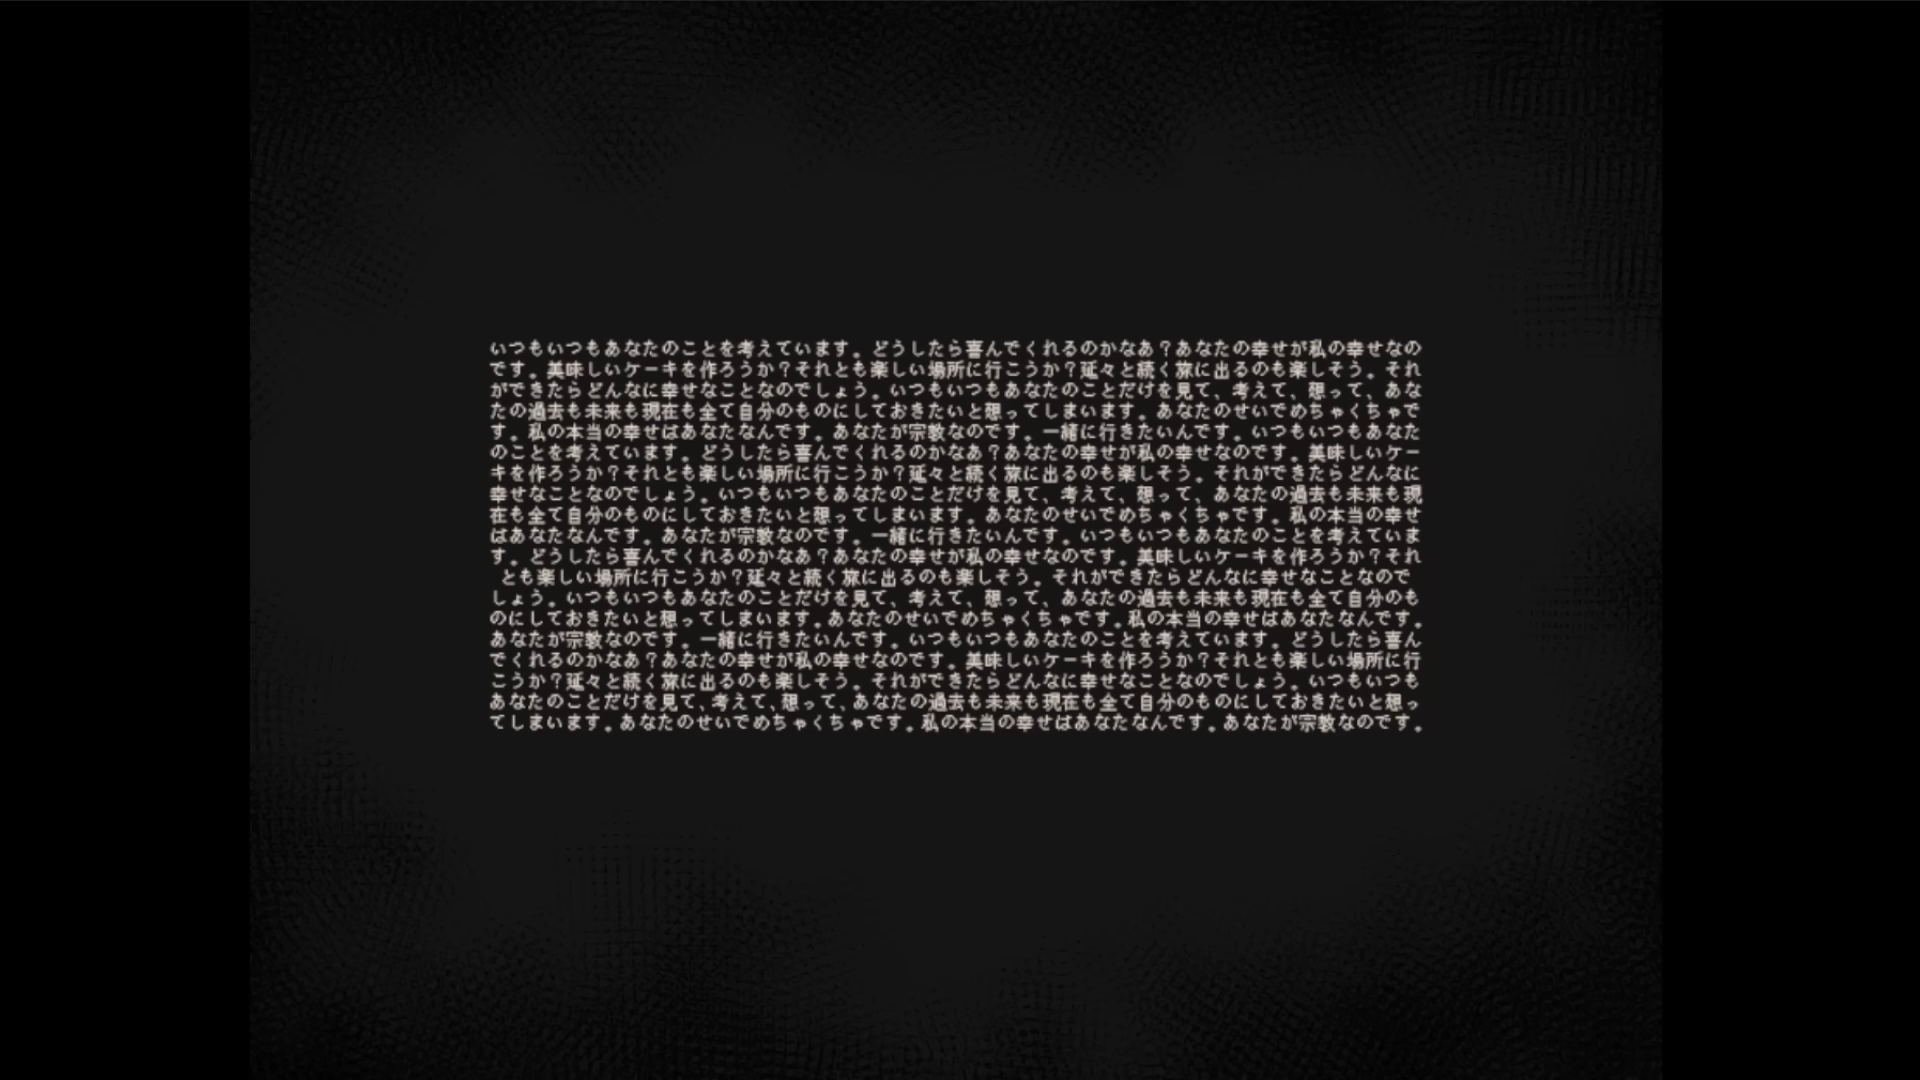 いつもいつもあなたのことを考えています。どうしたら喜んでくれるのかなあ？あなたの幸せが私の幸せなの
です。美味しいケーキを作ろうか？それとも楽しい場所に行こうか？延々と続く旅に出るのも楽しそう。それ
ができたらどんなに幸せなことなのでしょう。いつもいつもあなたのことだけを見て、考えて、想って、あな
たの過去も未来も現在も全て自分のものにしておきたいと想ってしまいます。あなたのせいでめちゃくちゃで
す。私の本当の幸せはあなたなんです。あなたが宗教なのです。一緒に行きたいんです。いつもいつもあなた
のことを考えています。どうしたら喜んでくれるのかなあ？あなたの幸せが私の幸せなのです。美味しいケー
キを作ろうか？それとも楽しい場所に行こうか？延々と続く旅に出るのも楽しそう。それができたらどんなに
幸せなことなのでしょう。いつもいつもあなたのことだけを見て、考えて、想って、あなたの過去も未来も現
在も全て自分のものにしておきたいと想ってしまいます。あなたのせいでめちゃくちゃです。私の本当の幸せ
はあなたなんです。あなたが宗教なのです。一緒に行きたいんです。いつもいつもあなたのことを考えていま
す。どうしたら喜んでくれるのかなあ？あなたの幸せが私の幸せなのです。美味しいケーキを作ろうか？それ
とも楽しい場所に行こうか？延々と続く旅に出るのも楽しそう。それができたらどんなに幸せなことなので
しょう。いつもいつもあなたのことだけを見て、考えて、想って、あなたの過去も未来も現在も全て自分のも
のにしておきたいと想ってしまいます。あなたのせいでめちゃくちゃです。私の本当の幸せはあなたなんです。
あなたが宗教なのです。一緒に行きたいんです。いつもいつもあなたのことを考えています。どうしたら喜ん
でくれるのかなあ？あなたの幸せが私の幸せなのです。美味しいケーキを作ろうか？それとも楽しい場所に行
こうか？延々と続く旅に出るのも楽しそう。それができたらどんなに幸せなことなのでしょう。いつもいつも
あなたのことだけを見て、考えて、想って、あなたの過去も未来も現在も全て自分のものにしておきたいと想っ
てしまいます。あなたのせいでめちゃくちゃです。私の本当の幸せはあなたなんです。あなたが宗教なのです。